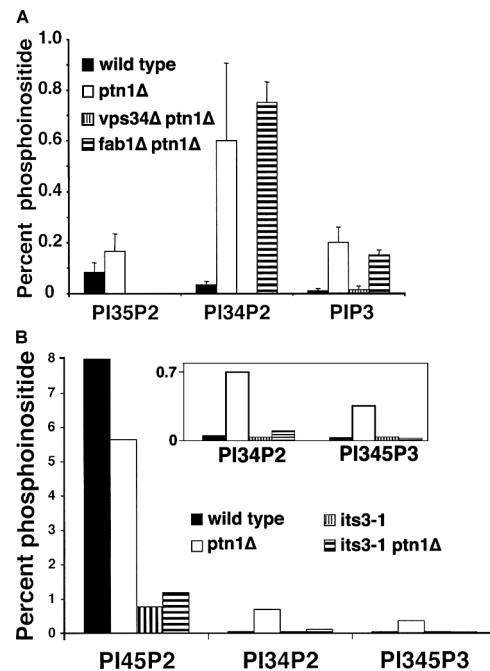 A
Percent phosphoinositide
1.0
0.8
0.6
0.4
0.2
0
wild type
ptn1Δ
vps34Δ ptn1Δ
fab1Δ ptn1Δ
PI35P2 PI34P2 PIP3
B
Percent phosphoinositide
8
7
6
5
4
3
2
1
0
0.7
0
PI34P2 PI345P3
wild type its3-1
ptn1Δ its3-1 ptn1Δ
PI45P2 PI34P2 PI345P3